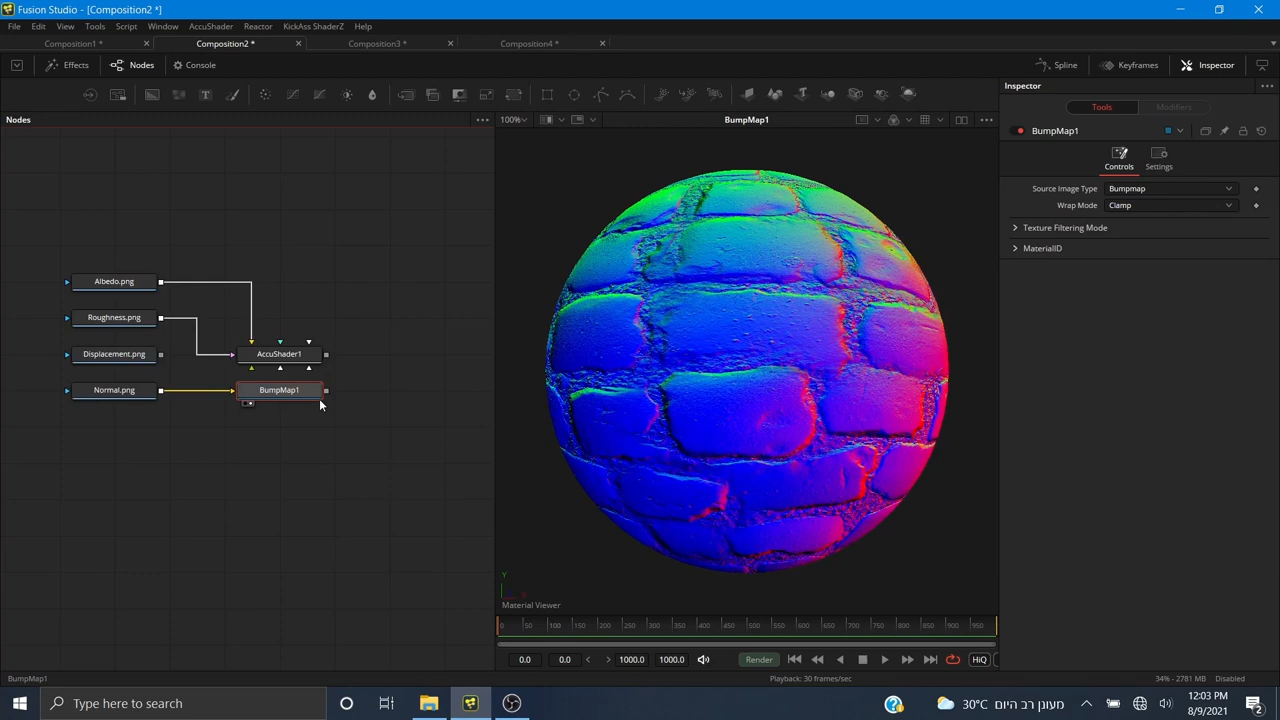 Fusion Studio - [Composition2 *]
File Edit View Tools Script Window AccuShader Reactor KickAss ShaderZ Help
Composition1 * Composition2 * Composition3 * Composition4 *
Effects Nodes Console Spline Keyframes Inspector
Nodes
100%
BumpMap1
Inspector
Tools Modifiers
BumpMap1
Controls Settings
Source Image Type Bumpmap
Wrap Mode Clamp
Texture Filtering Mode
MaterialID
Albedo.png
Roughness.png
Displacement.png
Normal.png
AccuShader1
BumpMap1
Y
Material Viewer
0 50 100 150 200 250 300 350 400 450 500 550 600 650 700 750 800 850 900 950
0.0 0.0 1000.0 1000.0 Render HiQ
BumpMap1 Playback: 30 frames/sec 34% - 2781 MB Disabled
Type here to search
30°C מעונן רב היום
12:03 PM
8/9/2021
2